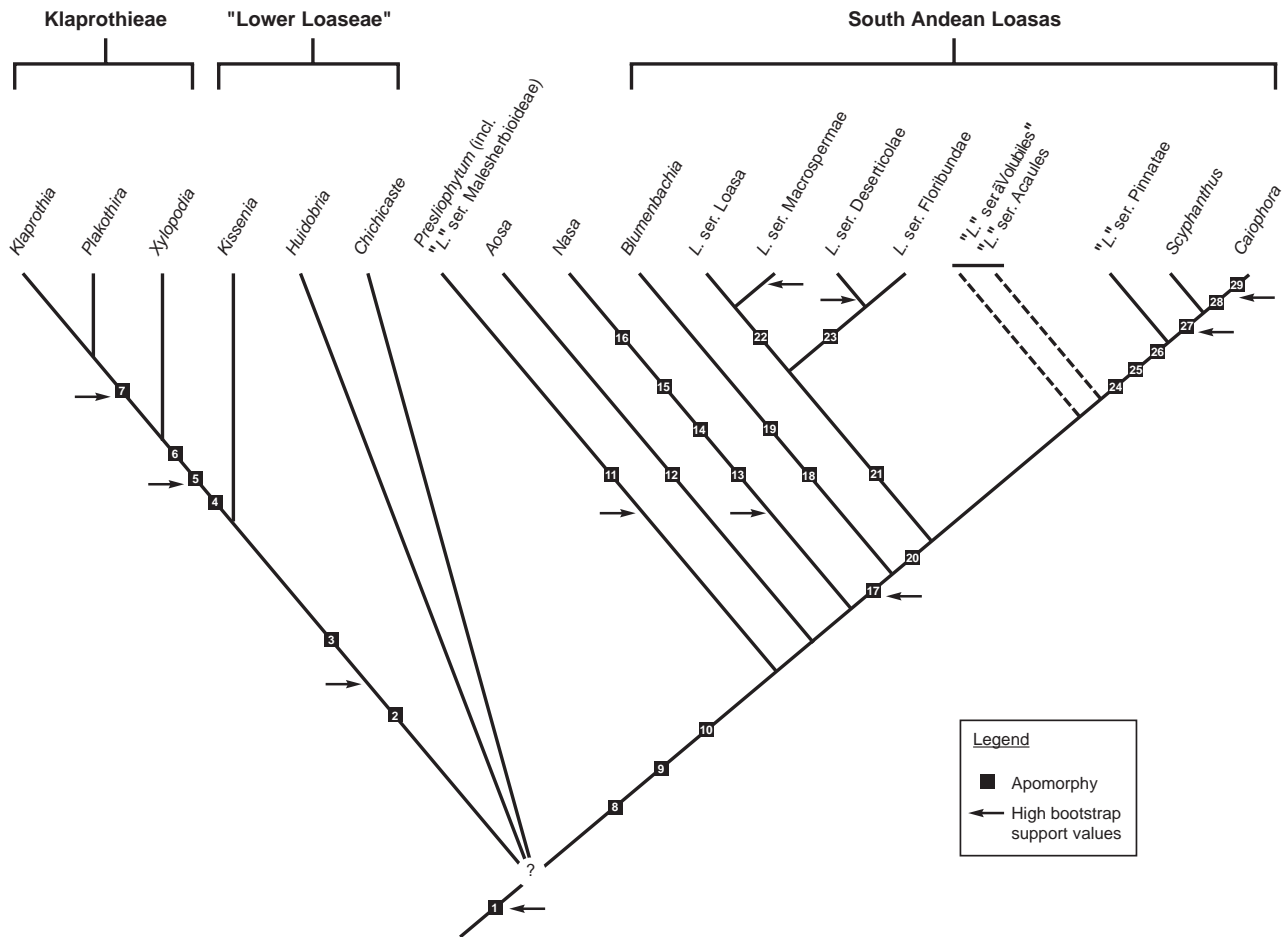 Klaprothieae
"Lower Loaseae"
South Andean Loasas
Klaprothia
Plakothira
Xylopodia
Kissenia
Huidobria
Chichicaste
Presliophytum (incl.
"L." ser. Malesherbioideae)
Aosa
Nasa
Blumenbachia
L. ser. Loasa
L. ser. Macrospermae
L. ser. Deserticolae
L. ser. Floribundae
"L." seräVolubiles"
"L." ser. Acaules
"L." ser. Pinnatae
Scyphanthus
Caiophora
29
28
27
26
25
24
23
22
16
15
14
19
13
12
11
18
21
20
17
7
6
5
4
3
2
10
9
8
?
1
Legend
Apomorphy
High bootstrap
support values